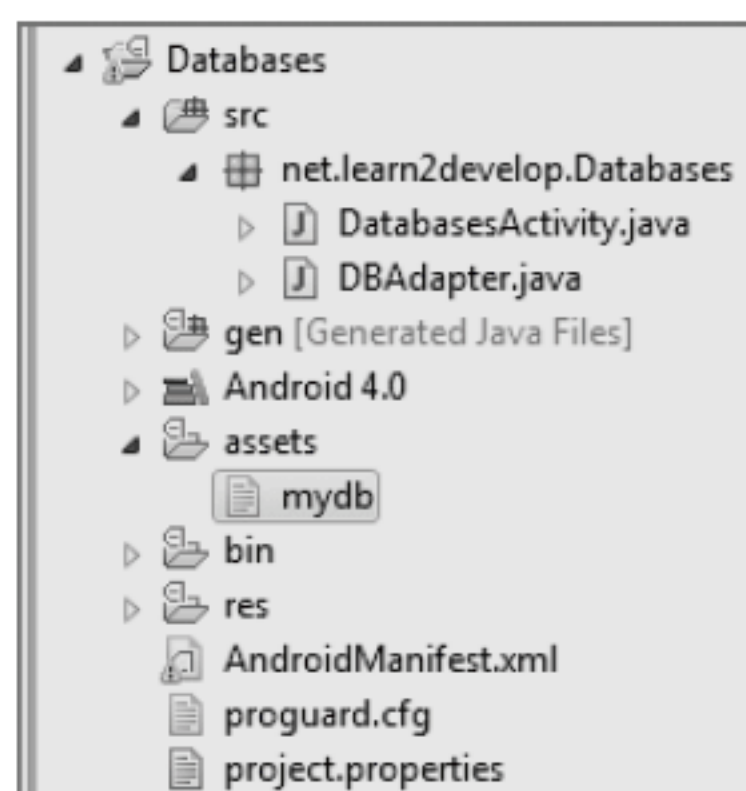 Databases
src
net.learn2develop.Databases
DatabasesActivity.java
DBAdapter.java
gen [Generated Java Files]
Android 4.0
assets
mydb
bin
res
AndroidManifest.xml
proguard.cfg
project.properties